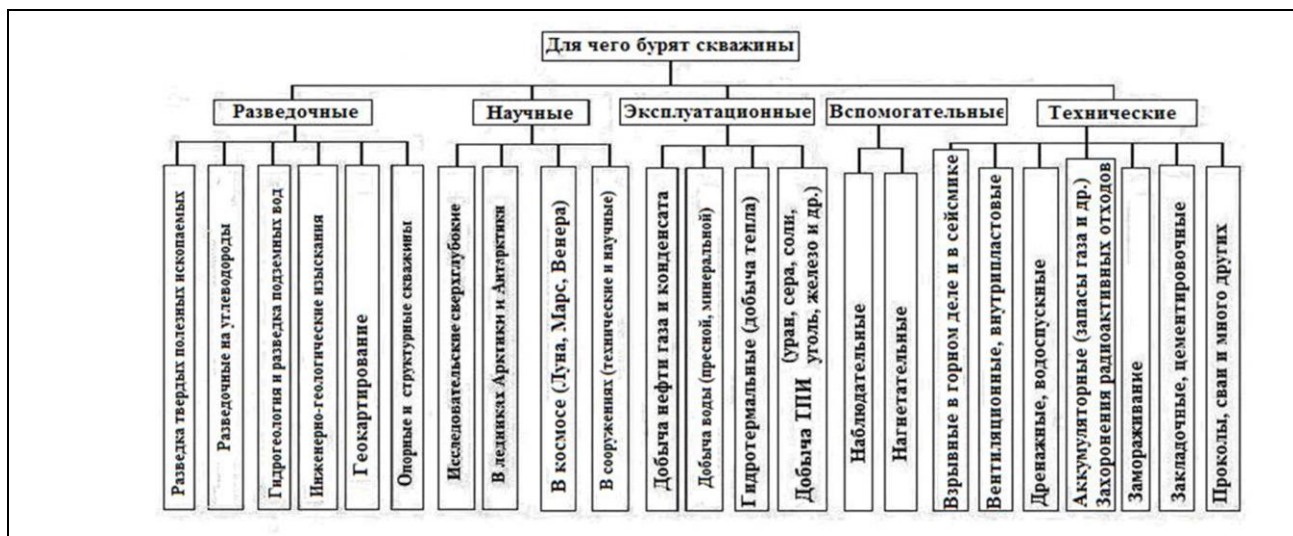 Для чего бурят скважины
Разведочные
Научные
Эксплуатационные
Вспомогательные
Технические
Разведка твердых полезных ископаемых
Разведочные на углеводороды
Гидрогеология и разведка подземных вод
Инженерно-геологические изыскания
Геокартирование
Опорные и структурные скважины
Исследовательские сверхглубокие
В ледниках Арктики и Антарктики
В космосе (Луна, Марс, Венера)
В сооружениях (технические и научные)
Добыча нефти газа и конденсата
Добыча воды (пресной, минеральной)
Гидротермальные (добыча тепла)
Добыча ТПИ (уран, сера, соли,
уголь, железо и др.)
Наблюдательные
Нагнетательные
Взрывные в горном деле и в сейсмике
Вентиляционные, внутрипластовые
Дренажные, водоспускные
Аккумуляторные (запасы газа и др.)
Захоронения радиоактивных отходов
Замораживание
Закладочные, цементировочные
Проколы, сваи и много других